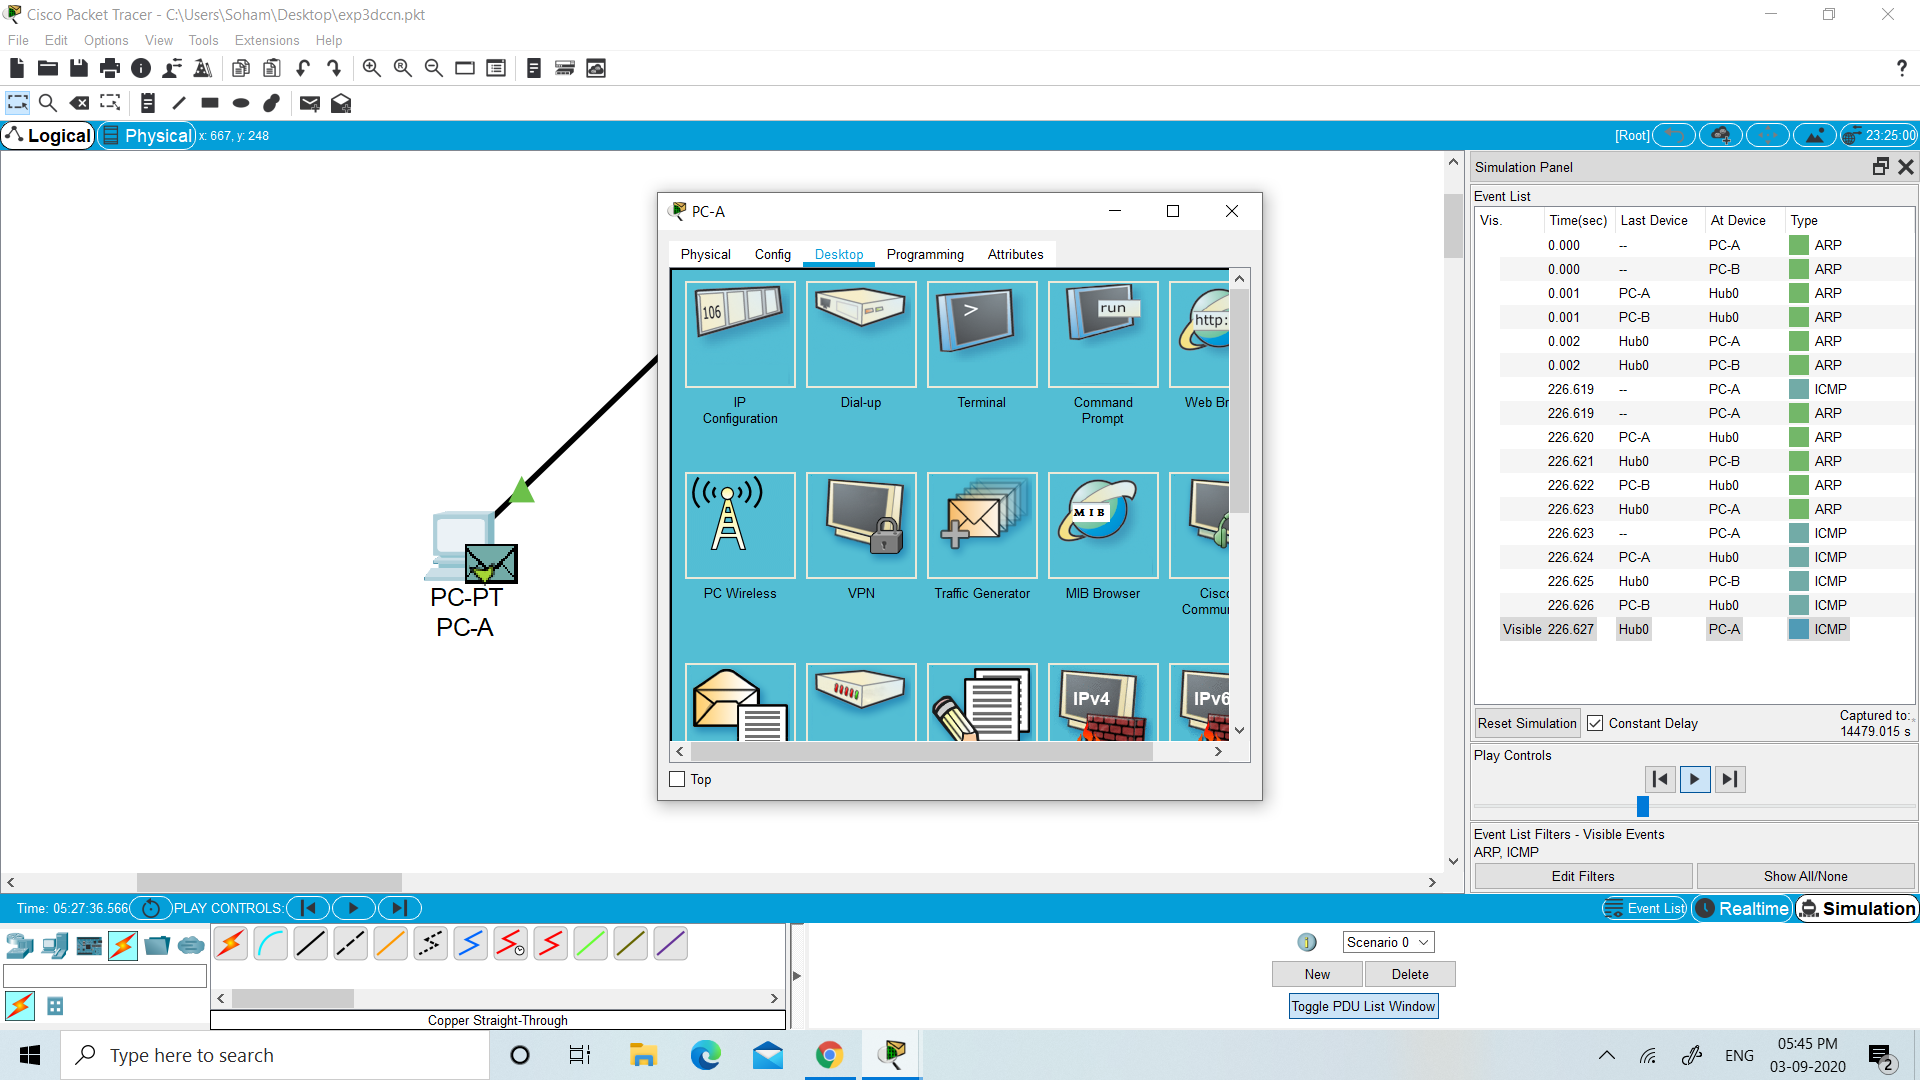 Cisco Packet Tracer - C:\Users\Soham\Desktop\exp3dccn.pkt
File Edit Options View Tools Extensions Help
Logical Physical x: 667, y: 248 [Root] 23:25:00
PC-A
Physical Config Desktop Programming Attributes
106 > run http:
IP Configuration
Dial-up
Terminal
Command Prompt
Web Br
MIB
PC Wireless
VPN
Traffic Generator
MIB Browser
Cisco
Commu
IPv4 IPv6
Top
PC-PT
PC-A
Simulation Panel
Event List
Vis. Time(sec) Last Device At Device Type
0.000 -- PC-A ARP
0.000 -- PC-B ARP
0.001 PC-A Hub0 ARP
0.001 PC-B Hub0 ARP
0.002 Hub0 PC-A ARP
0.002 Hub0 PC-B ARP
226.619 -- PC-A ICMP
226.619 -- PC-A ARP
226.620 PC-A Hub0 ARP
226.621 Hub0 PC-B ARP
226.622 PC-B Hub0 ARP
226.623 Hub0 PC-A ARP
226.623 -- PC-A ICMP
226.624 PC-A Hub0 ICMP
226.625 Hub0 PC-B ICMP
226.626 PC-B Hub0 ICMP
Visible 226.627 Hub0 PC-A ICMP
Reset Simulation Constant Delay Captured to:
14479.015 s
Play Controls
Event List Filters - Visible Events
ARP, ICMP
Edit Filters Show All/None
Time: 05:27:36.566 PLAY CONTROLS: Event List Realtime Simulation
Scenario 0
New Delete
Toggle PDU List Window
Copper Straight-Through
Type here to search
ENG
05:45 PM
03-09-2020
2